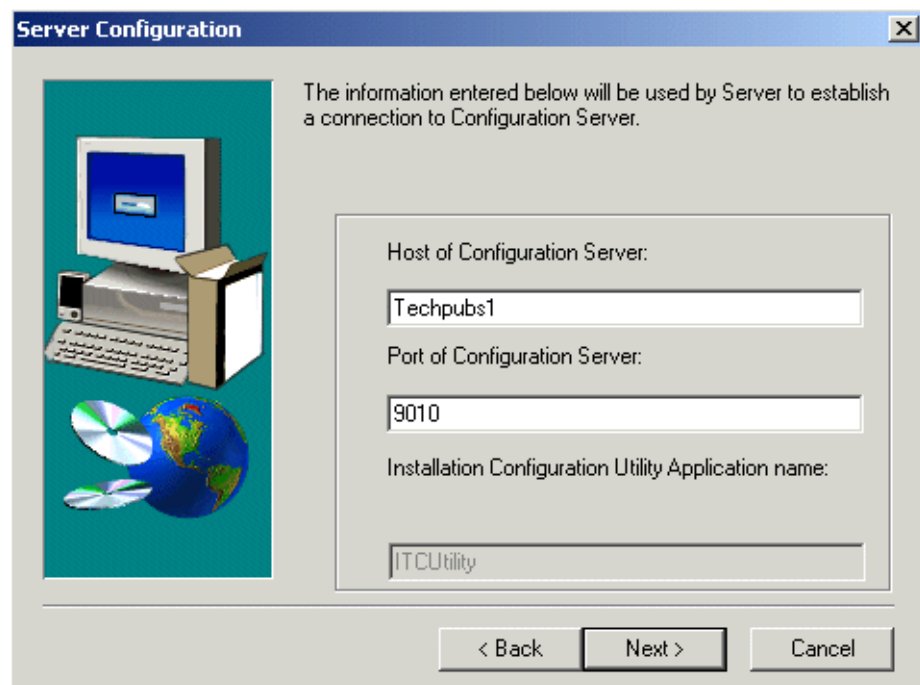 Server Configuration
The information entered below will be used by Server to establish
a connection to Configuration Server.
Host of Configuration Server:
Techpubs1
Port of Configuration Server:
9010
Installation Configuration Utility Application name:
ITCUtility
< Back
Next >
Cancel